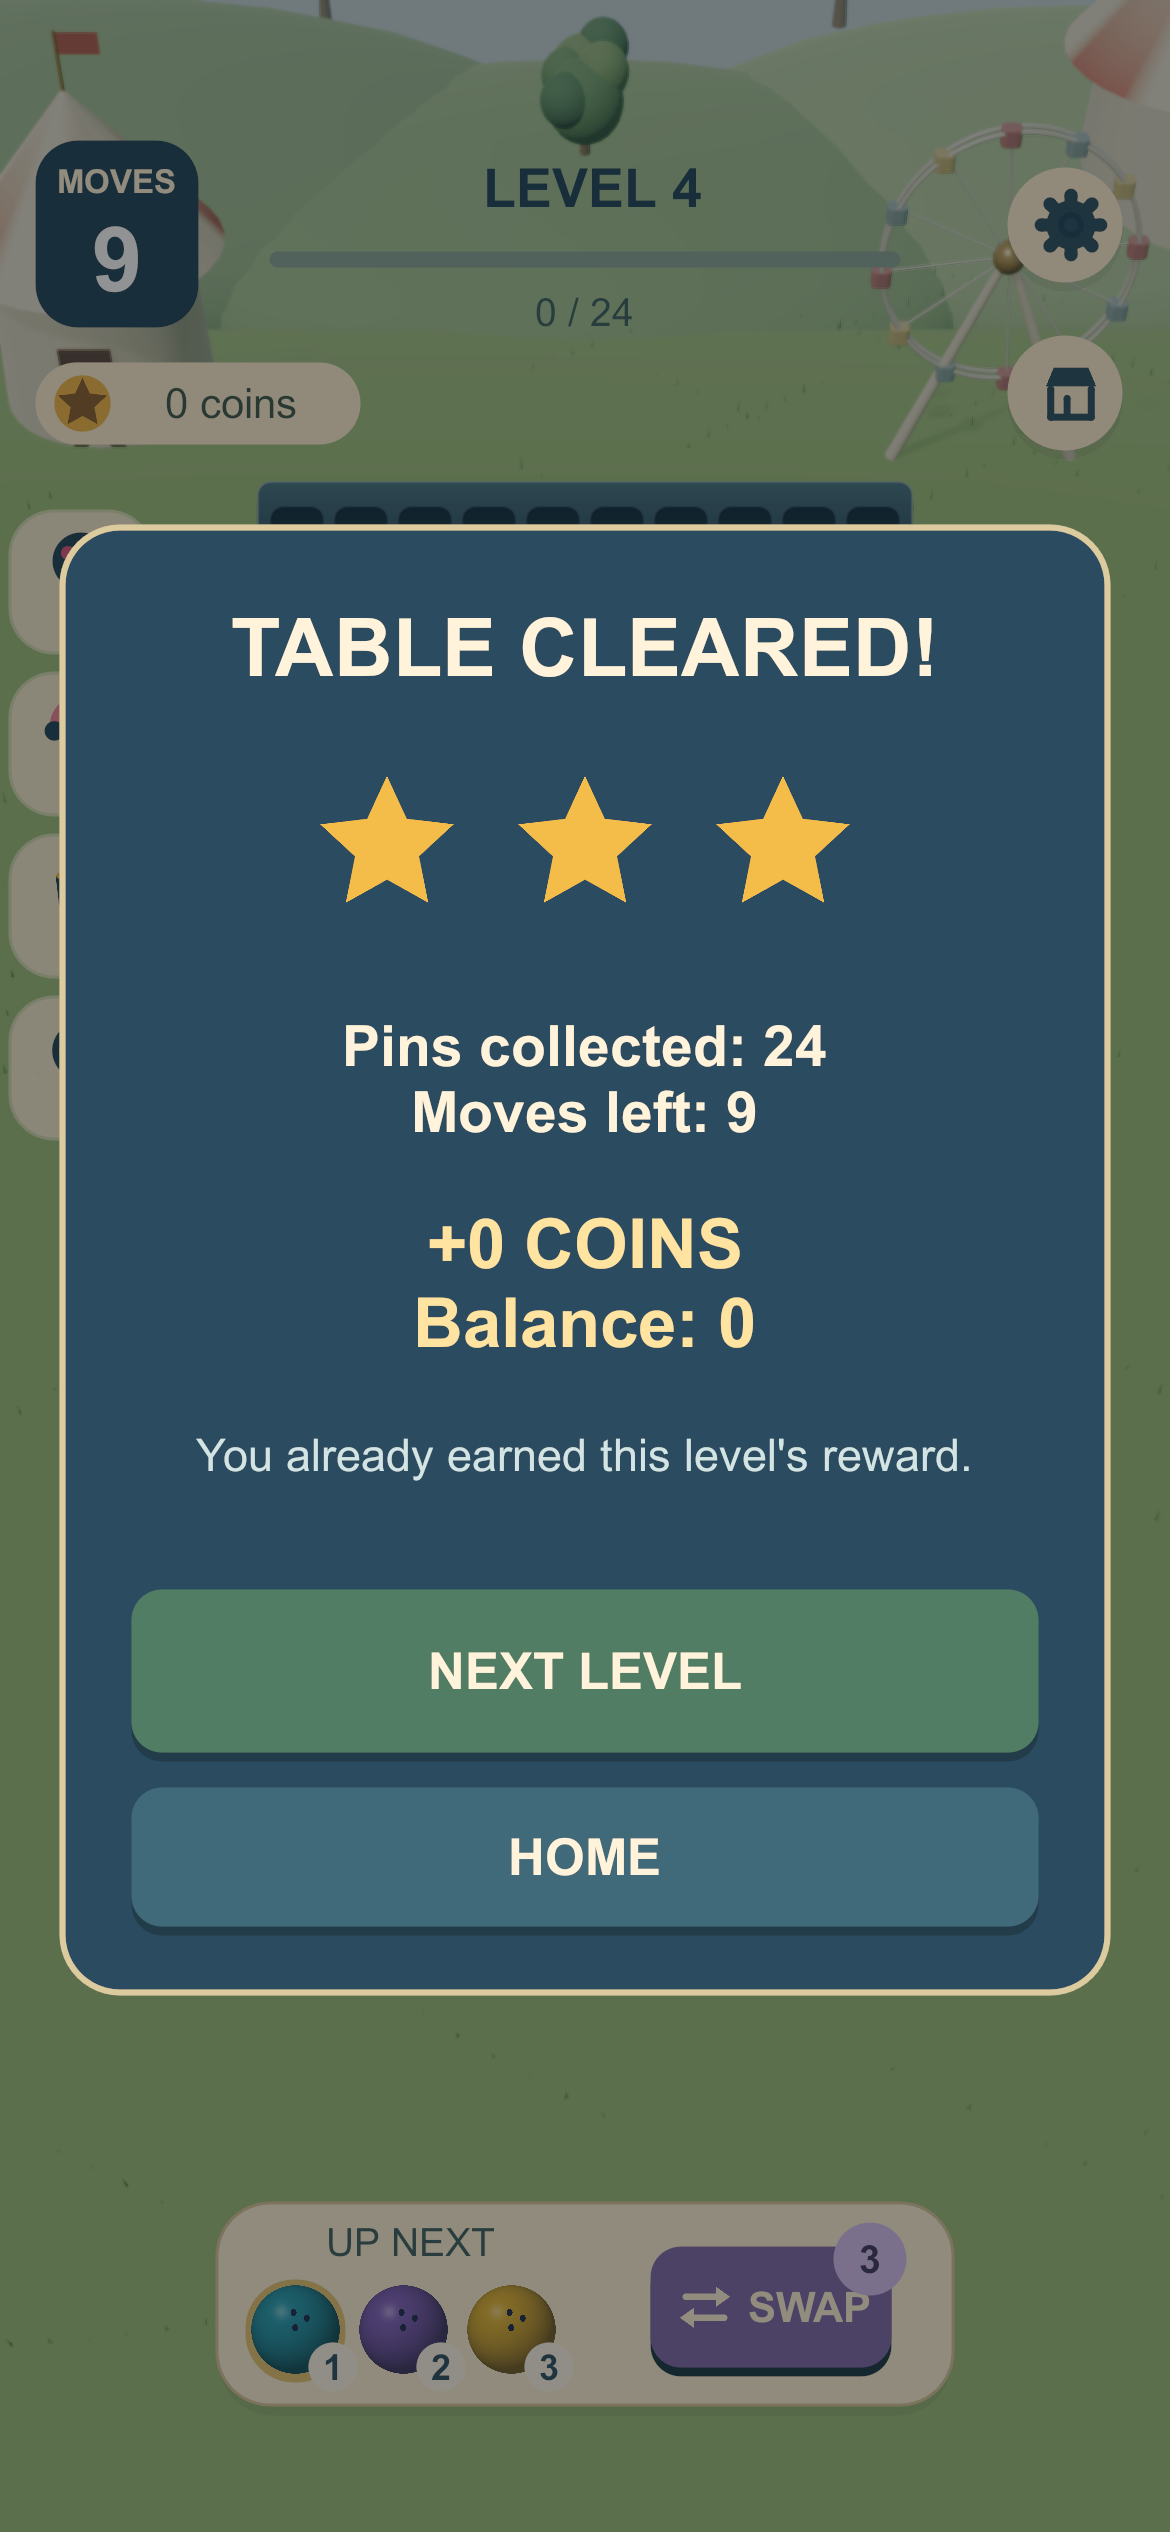 MOVES
9
LEVEL 4
0 / 24
0 coins
TABLE CLEARED!
Pins collected: 24
Moves left: 9
+0 COINS
Balance: 0
You already earned this level's reward.
NEXT LEVEL
HOME
UP NEXT
1
2
3
SWAP
3